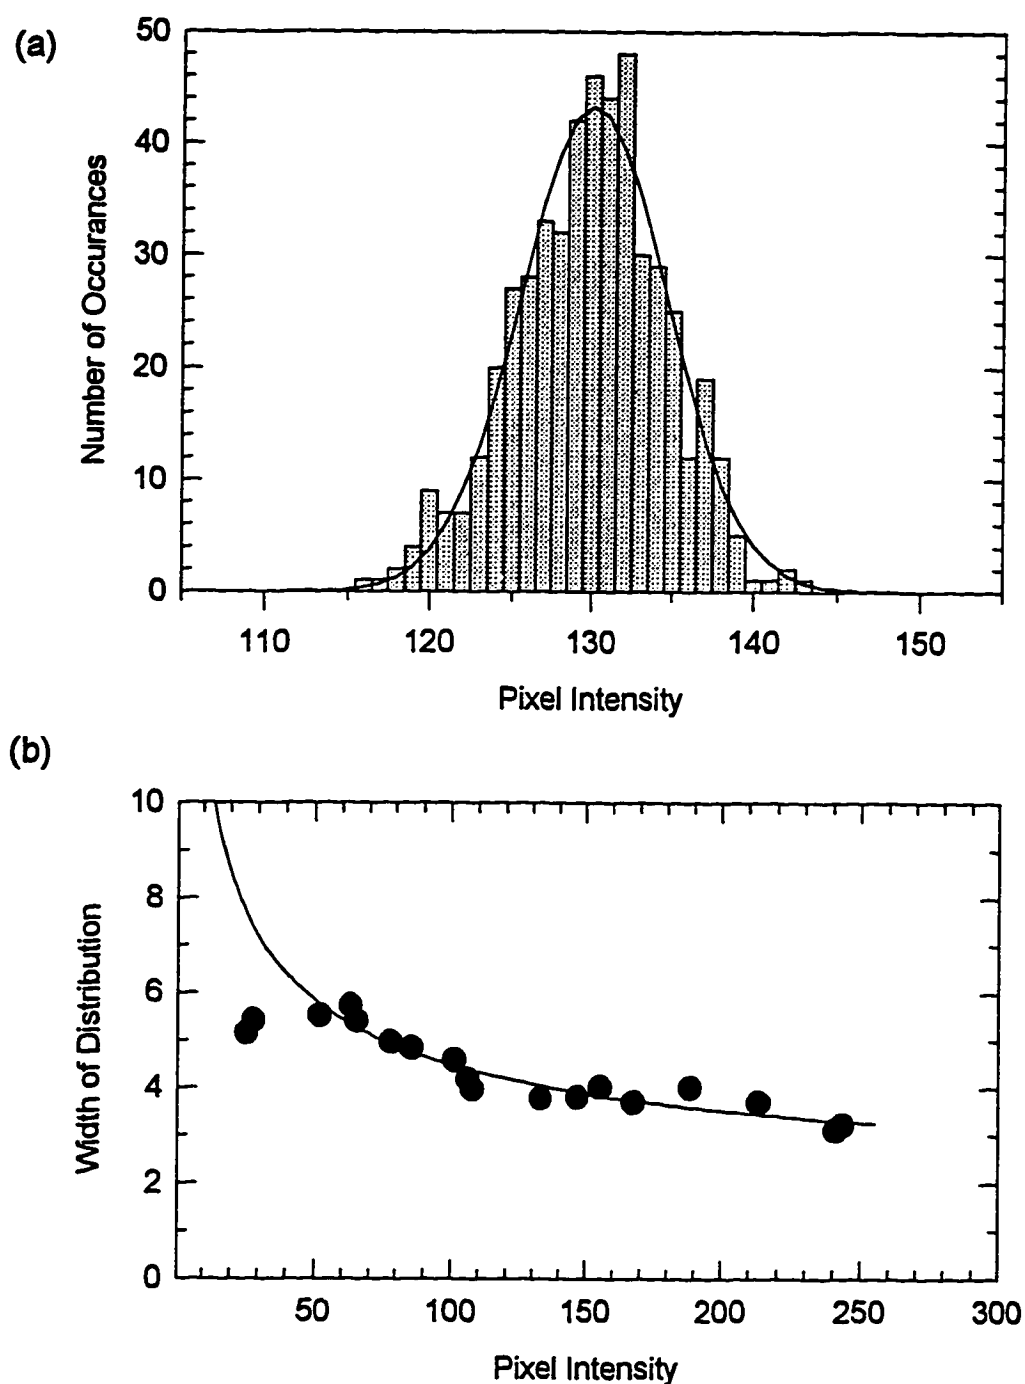 (a)
50
40
30
20
10
0
Number of Occurances
110 120 130 140 150
Pixel Intensity
(b)
10
8
6
4
2
0
Width of Distribution
50 100 150 200 250 300
Pixel Intensity